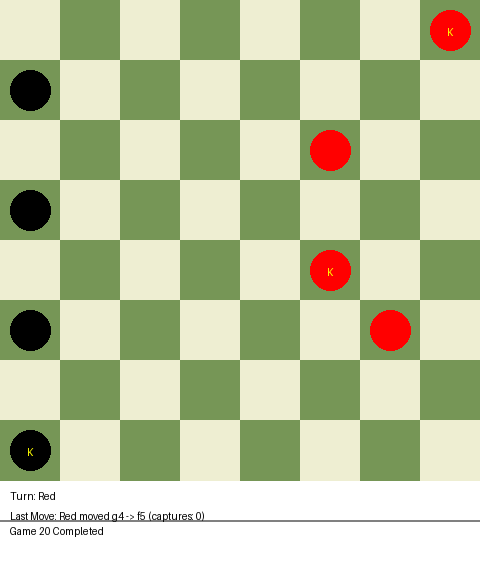 K
K
K
Turn: Red
Last Move: Red moved g4 -> f5 (captures: 0)
Game 20 Completed